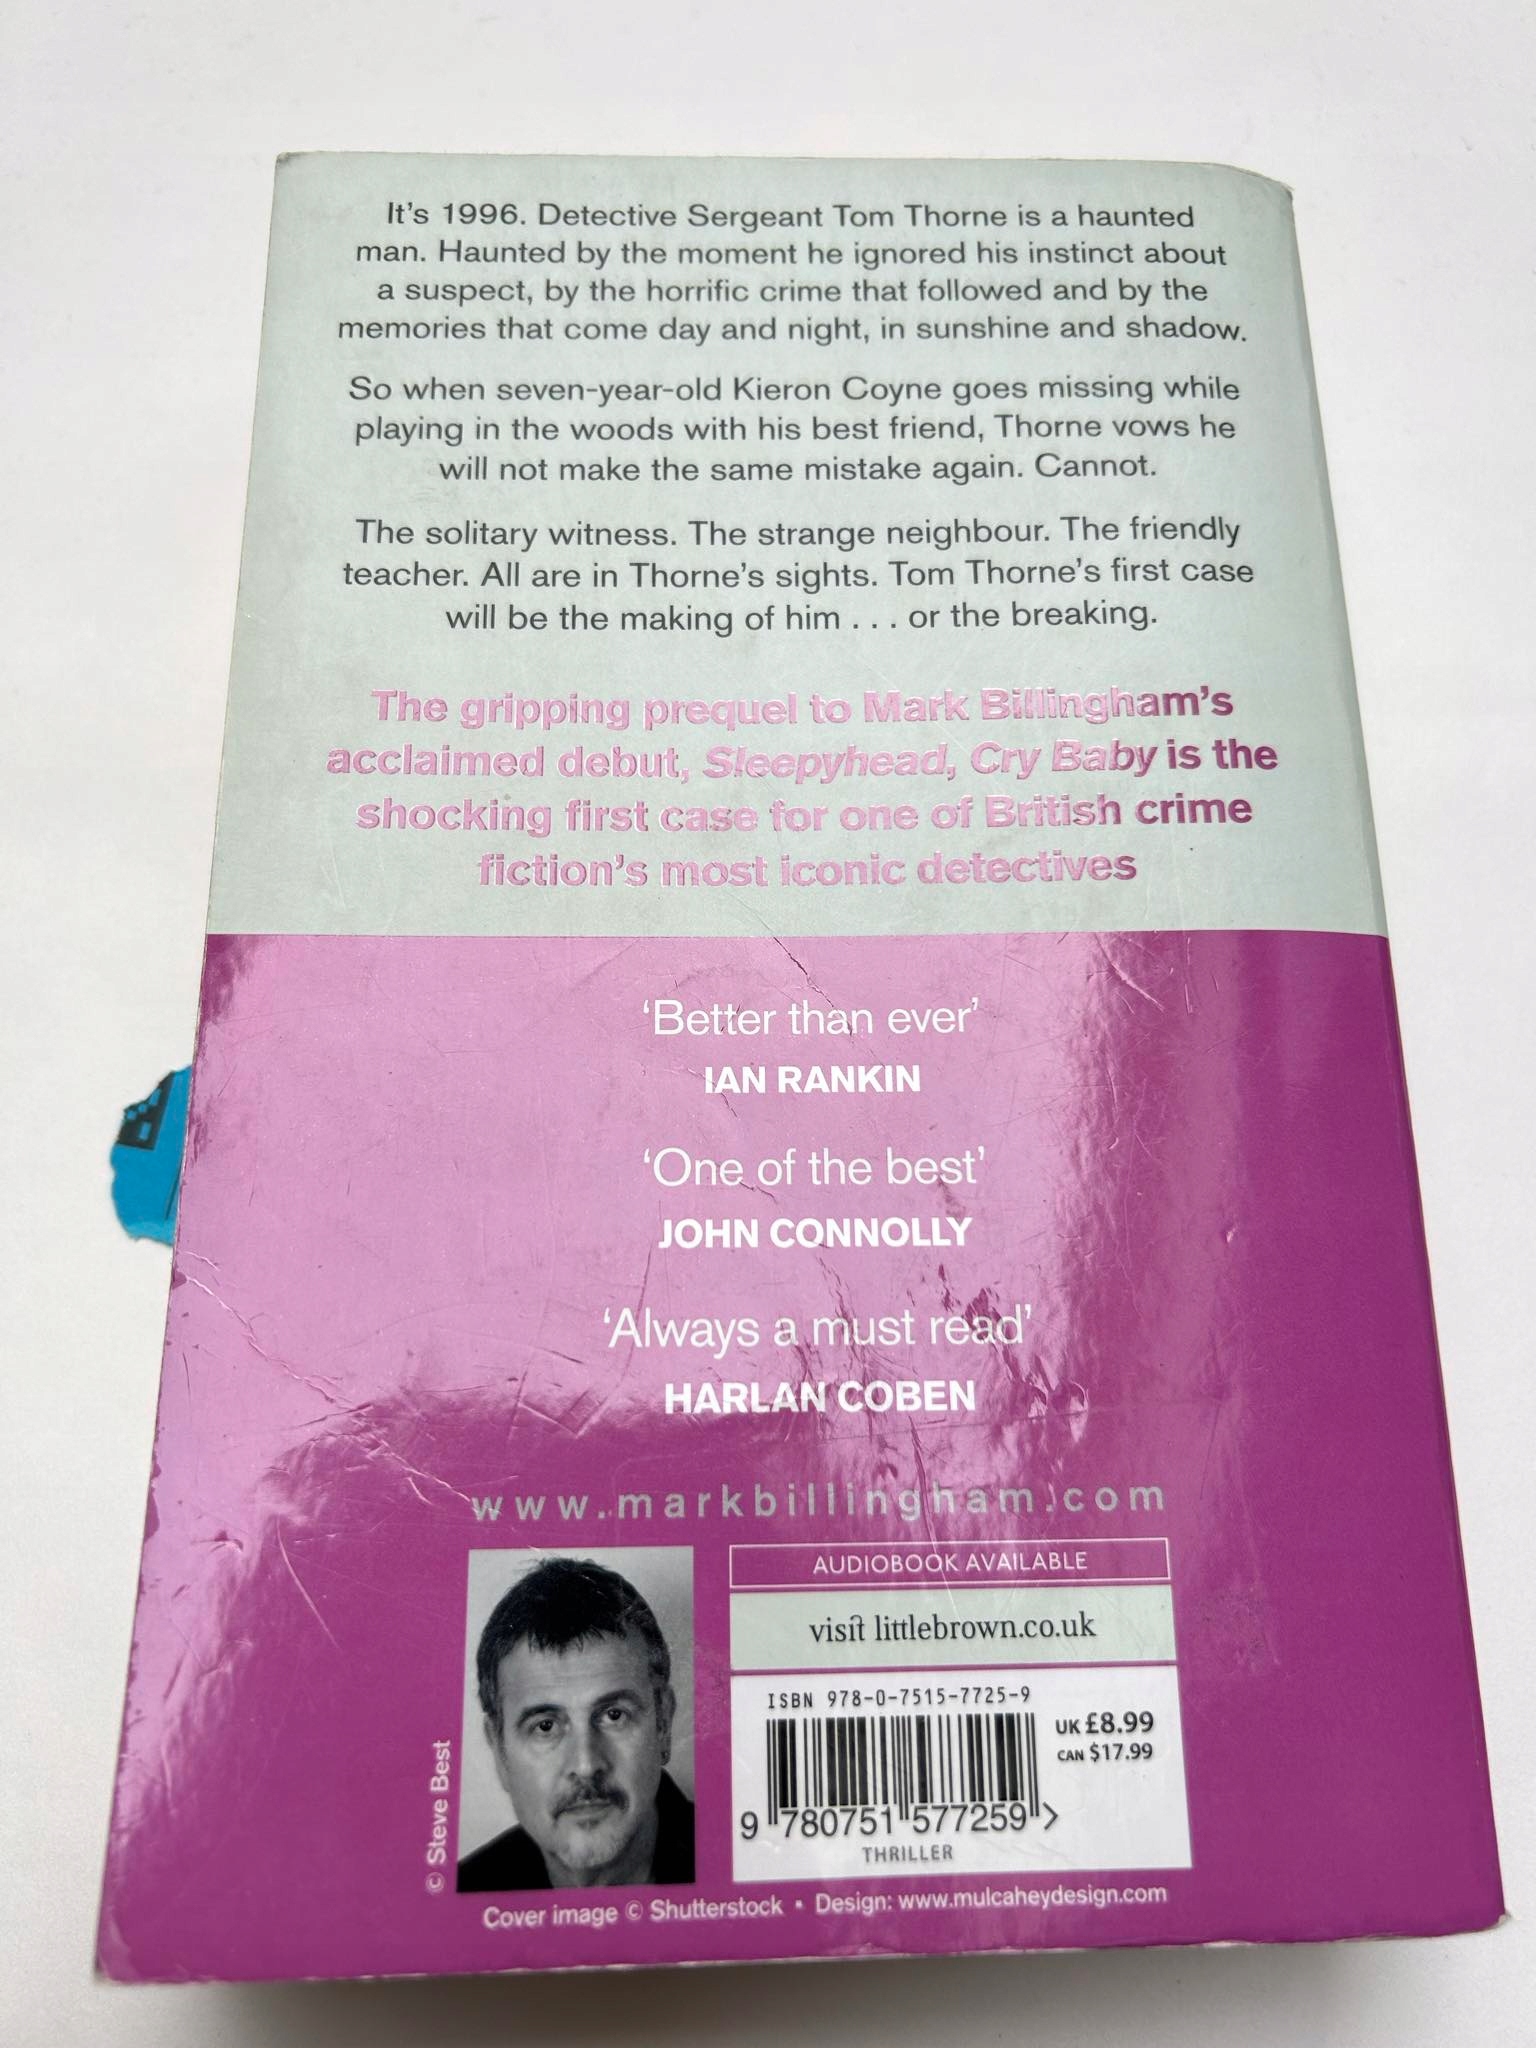 It's 1996. Detective Sergeant Tom Thorne is a haunted
man. Haunted by the moment he ignored his instinct about
a suspect, by the horrific crime that followed and by the
memories that come day and night, in sunshine and shadow.
So when seven-year-old Kieron Coyne goes missing while
playing in the woods with his best friend, Thorne vows he
will not make the same mistake again. Cannot.
The solitary witness. The strange neighbour. The friendly
teacher. All are in Thorne's sights. Tom Thorne's first case
will be the making of him . . . or the breaking.
The gripping prequel to Mark Billingham's
acclaimed debut, Sleepyhead, Cry Baby is the
shocking first case for one of British crime
fiction's most iconic detectives
'Better than ever'
IAN RANKIN
'One of the best'
JOHN CONNOLLY
'Always a must read'
HARLAN COBEN
www.markbillingham.com
© Steve Best
AUDIOBOOK AVAILABLE
visit littlebrown.co.uk
ISBN 978-0-7515-7725-9
UK £8.99
CAN $17.99
9 780751 577259 >
THRILLER
Cover image © Shutterstock • Design: www.mulcaheydesign.com